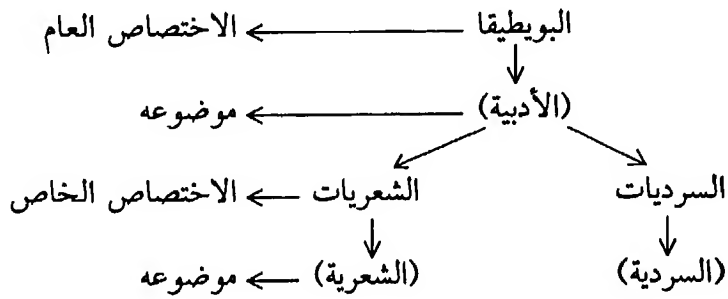 البويطيقا الاختصاص العام
(الأدبية) موضوعه
السرديات الشعريات الاختصاص الخاص
(السردية) (الشعرية) موضوعه